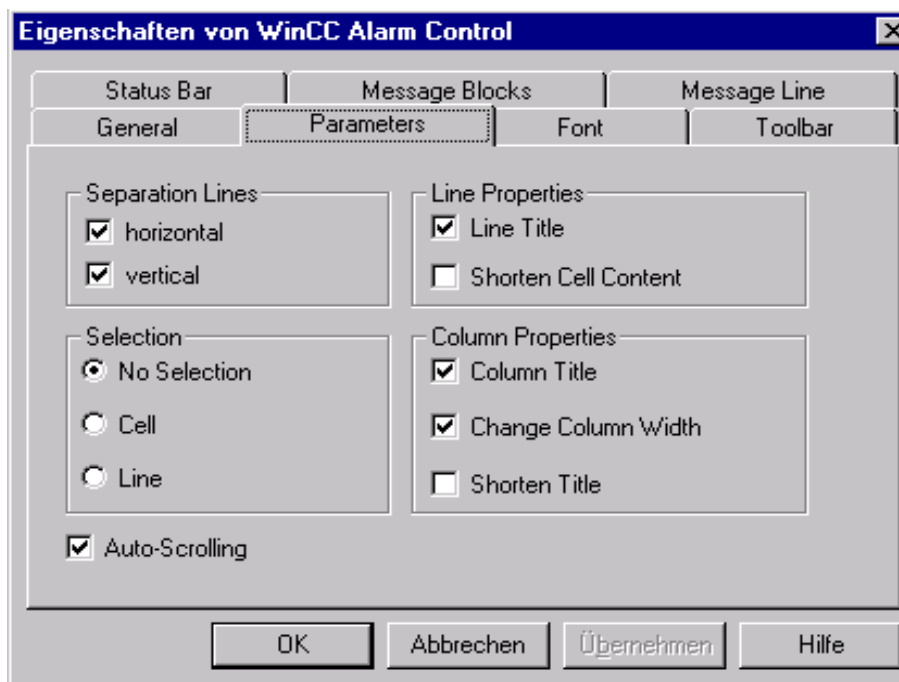 Eigenschaften von WinCC Alarm Control
Status Bar
Message Blocks
Message Line
General
Parameters
Font
Toolbar
Separation Lines
horizontal
vertical
Line Properties
Line Title
Shorten Cell Content
Selection
No Selection
Cell
Line
Column Properties
Column Title
Change Column Width
Shorten Title
Auto-Scrolling
OK
Abbrechen
Übernehmen
Hilfe